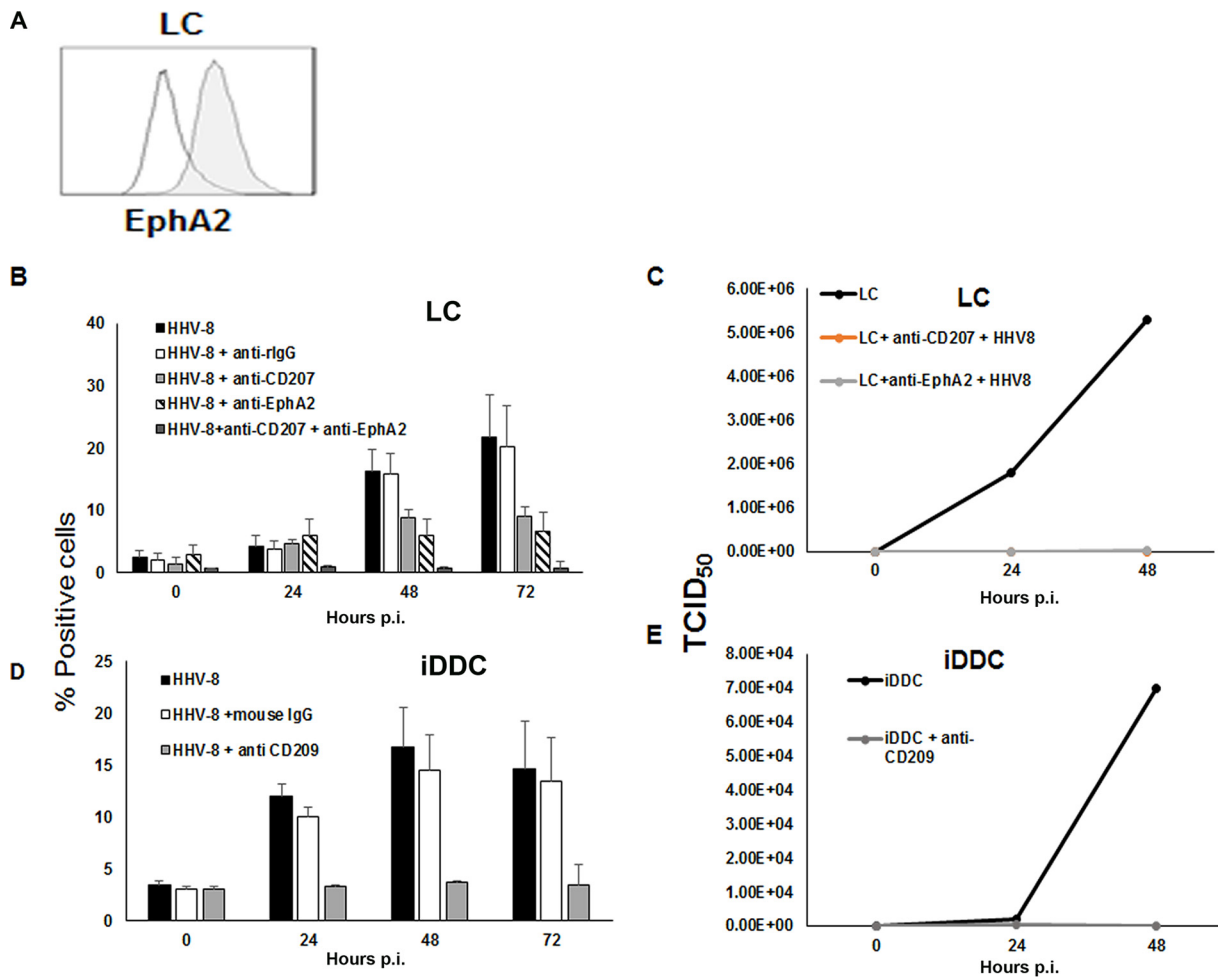 A
LC
EphA2
B
LC
40
30
20
10
0
HHV-8
HHV-8 + anti-rIgG
HHV-8 + anti-CD207
HHV-8 + anti-EphA2
HHV-8+anti-CD207 + anti-EphA2
0 24 48 72
Hours p.i.
C
LC
6.00E+06
5.00E+06
4.00E+06
3.00E+06
2.00E+06
1.00E+06
0.00E+00
LC
LC+ anti-CD207 + HHV8
LC+anti-EphA2 + HHV8
0 24 48
Hours p.i.
% Positive cells
TCID50
D
iDDC
25
20
15
10
5
0
HHV-8
HHV-8 +mouse IgG
HHV-8 + anti CD209
0 24 48 72
Hours p.i.
E
iDDC
8.00E+04
7.00E+04
6.00E+04
5.00E+04
4.00E+04
3.00E+04
2.00E+04
1.00E+04
0.00E+00
iDDC
iDDC + anti-
CD209
0 24 48
Hours p.i.